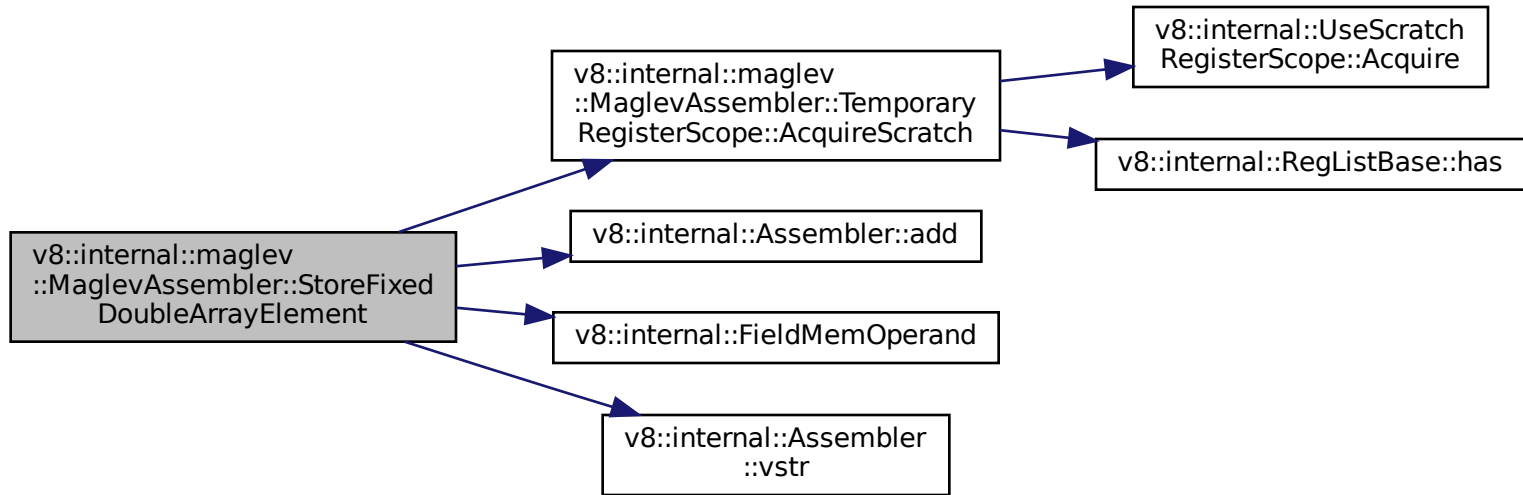 v8::internal::maglev
::MaglevAssembler::StoreFixed
DoubleArrayElement
v8::internal::maglev
::MaglevAssembler::Temporary
RegisterScope::AcquireScratch
v8::internal::UseScratch
RegisterScope::Acquire
v8::internal::RegListBase::has
v8::internal::Assembler::add
v8::internal::FieldMemOperand
v8::internal::Assembler
::vstr